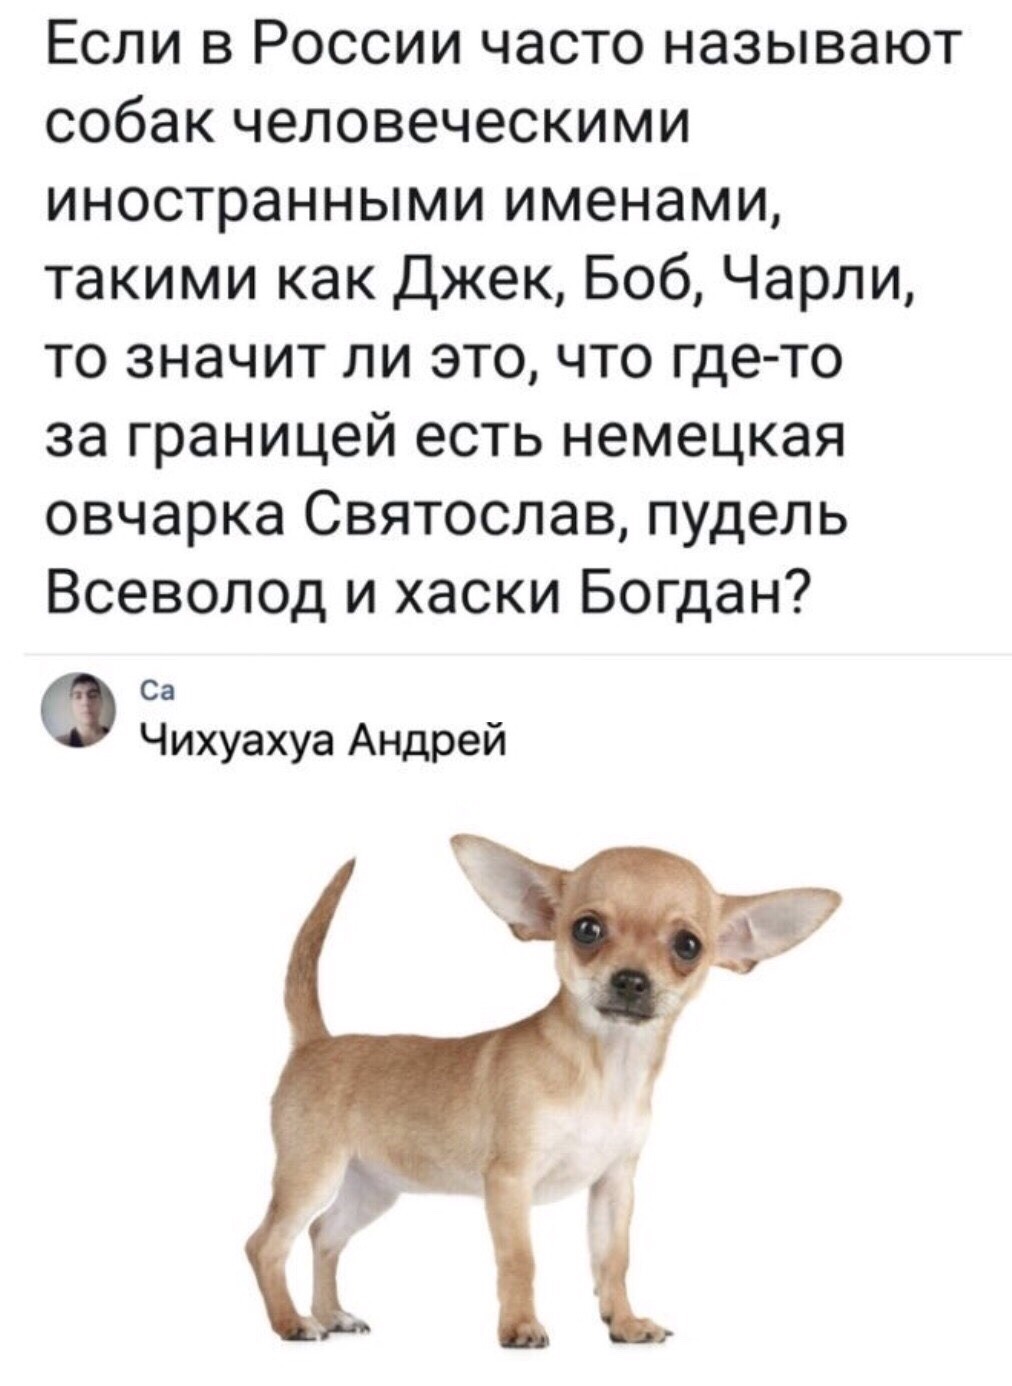 Если в России часто называют
собак человеческими
иностранными именами,
такими как Джек, Боб, Чарли,
то значит ли это, что где-то
за границей есть немецкая
овчарка Святослав, пудель
Всеволод и хаски Богдан?
Са
Чихуахуа Андрей